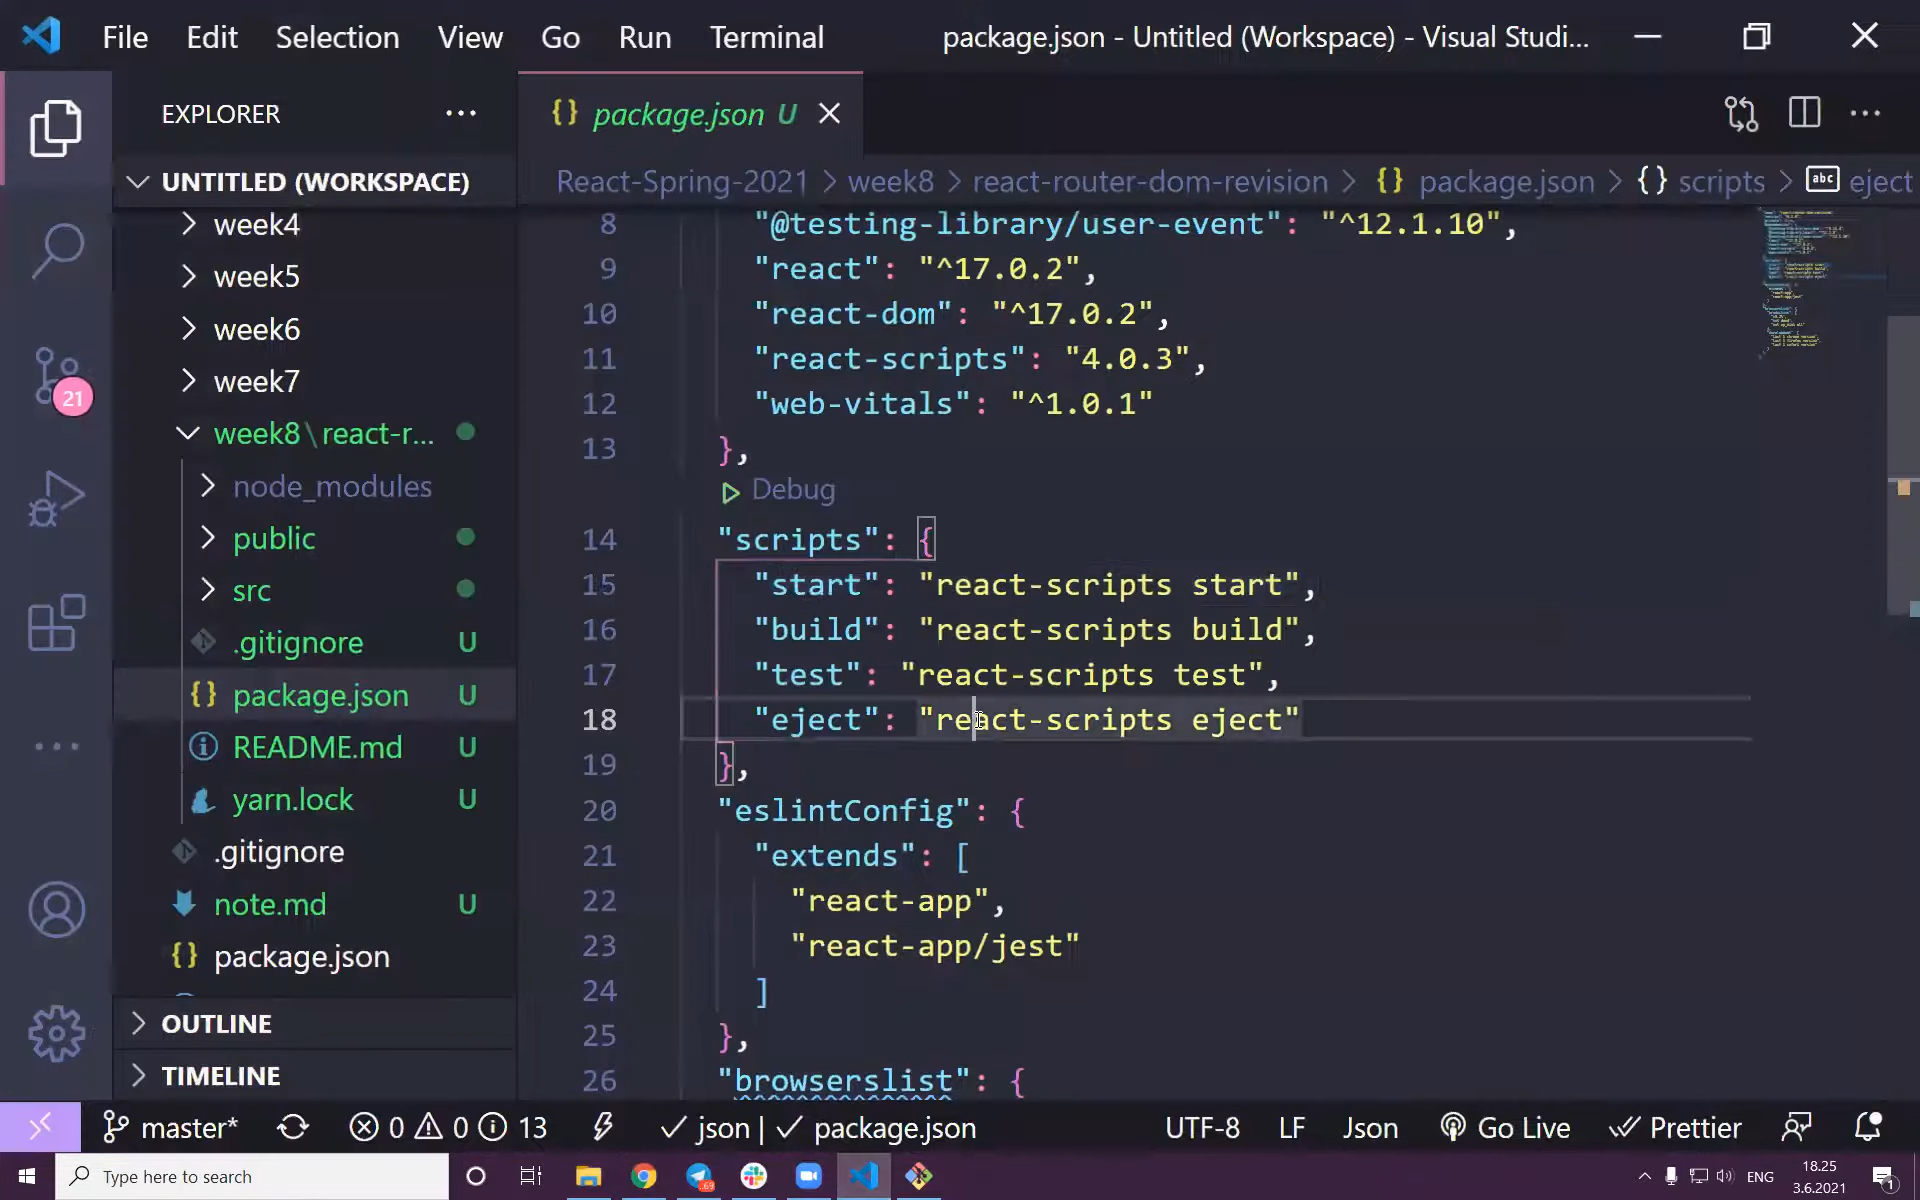 File Edit Selection View Go Run Terminal package.json - Untitled (Workspace) - Visual Studi...
EXPLORER ...
UNTITLED (WORKSPACE)
week4
week5
week6
week7
week8\react-r...
node_modules
public
src
.gitignore U
package.json U
README.md U
yarn.lock U
.gitignore
note.md U
package.json
OUTLINE
TIMELINE
21
package.json U
React-Spring-2021 > week8 > react-router-dom-revision > {} package.json > {} scripts > abc eject
8 "@testing-library/user-event": "^12.1.10",
9 "react": "^17.0.2",
10 "react-dom": "^17.0.2",
11 "react-scripts": "4.0.3",
12 "web-vitals": "^1.0.1"
13 },
Debug
14 "scripts": {
15 "start": "react-scripts start",
16 "build": "react-scripts build",
17 "test": "react-scripts test",
18 "eject": "react-scripts eject"
19 },
20 "eslintConfig": {
21 "extends": [
22 "react-app",
23 "react-app/jest"
24 ]
25 },
26 "browserslist": {
master* 0 0 13 json | package.json UTF-8 LF Json Go Live Prettier
Type here to search 69 ENG 18.25
3.6.2021 1